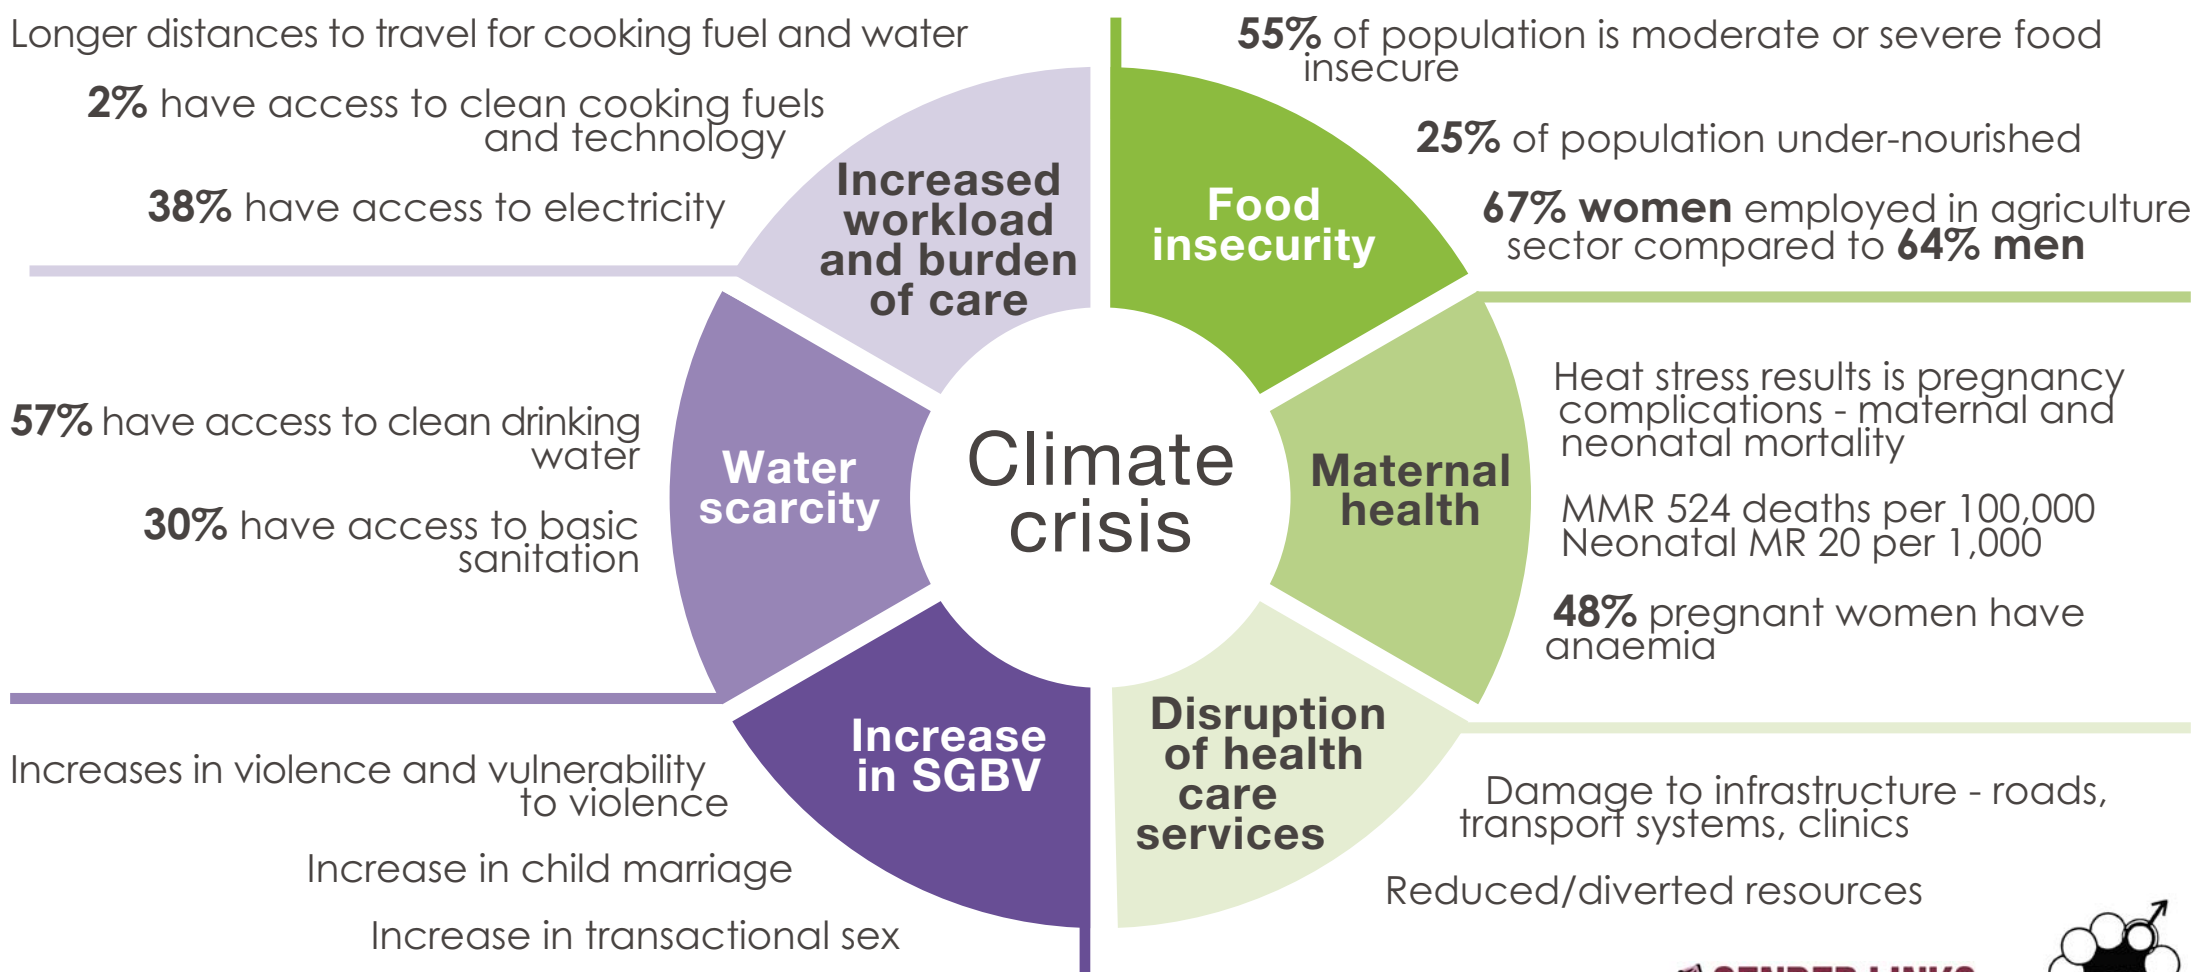 Longer distances to travel for cooking fuel and water
2% have access to clean cooking fuels
and technology
38% have access to electricity
Increased
workload
and burden
of care
55% of population is moderate or severe food
insecure
25% of population under-nourished
67% women employed in agriculture
sector compared to 64% men
Food
insecurity
57% have access to clean drinking
water
30% have access to basic
sanitation
Water
scarcity
Climate
crisis
Maternal
health
Heat stress results is pregnancy
complications - maternal and
neonatal mortality
MMR 524 deaths per 100,000
Neonatal MR 20 per 1,000
48% pregnant women have
anaemia
Increases in violence and vulnerability
to violence
Increase in child marriage
Increase in transactional sex
Increase
in SGBV
Disruption
of health
care
services
Damage to infrastructure - roads,
transport systems, clinics
Reduced/diverted resources
GENDER LINKS